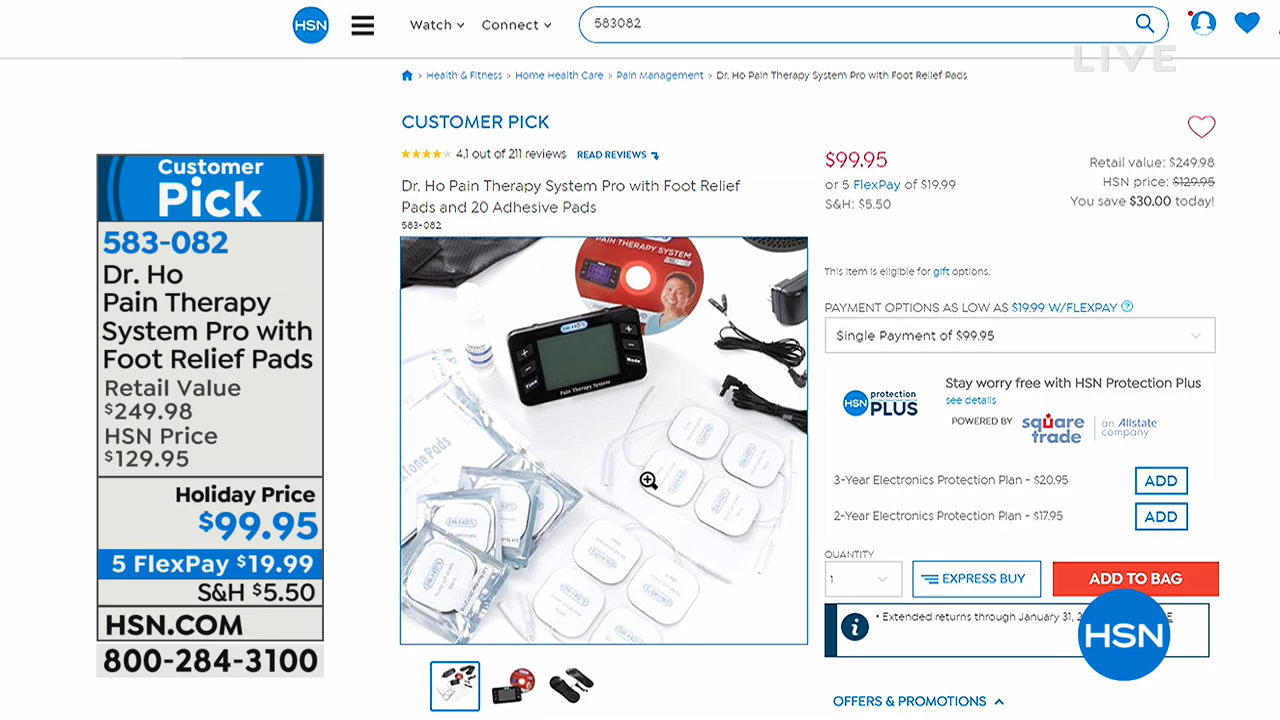 HSN
Watch
Connect
583082
LIVE
Health & Fitness > Home Health Care > Pain Management > Dr. Ho Pain Therapy System Pro with Foot Relief Pads
CUSTOMER PICK
4.1 out of 211 reviews READ REVIEWS
Dr. Ho Pain Therapy System Pro with Foot Relief
Pads and 20 Adhesive Pads
583-082
$99.95
or 5 FlexPay of $19.99
S&H: $5.50
Retail value: $249.98
HSN price: $129.95
You save $30.00 today!
This item is eligible for gift options.
PAYMENT OPTIONS AS LOW AS $19.99 W/FLEXPAY ?
Single Payment of $99.95
HSN protection PLUS
Stay worry free with HSN Protection Plus
see details
POWERED BY square trade an Allstate company
3-Year Electronics Protection Plan - $20.95 ADD
2-Year Electronics Protection Plan - $17.95 ADD
QUANTITY
1
EXPRESS BUY
ADD TO BAG
• Extended returns through January 31,
HSN
OFFERS & PROMOTIONS
Customer
Pick
583-082
Dr. Ho
Pain Therapy
System Pro with
Foot Relief Pads
Retail Value
$249.98
HSN Price
$129.95
Holiday Price
$99.95
5 FlexPay $19.99
S&H $5.50
HSN.COM
800-284-3100
PAIN THERAPY SYSTEM
DR-HO'S
Mode
Time
Pain Therapy System